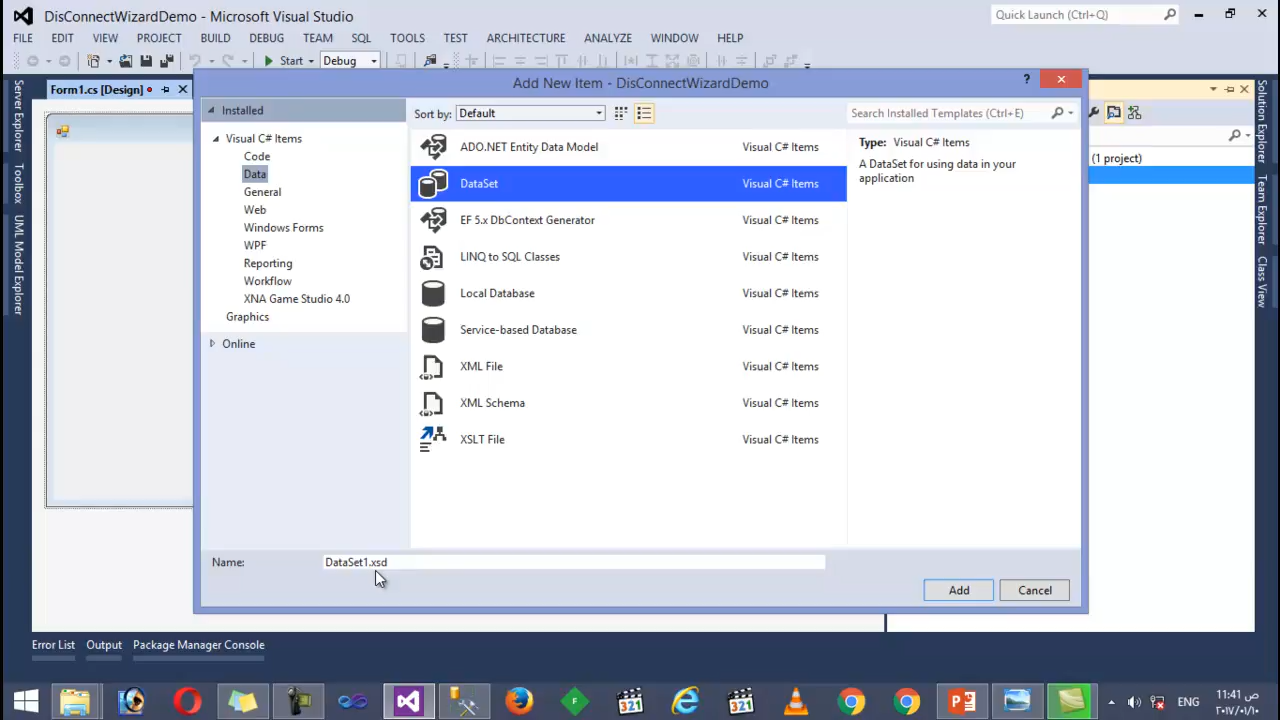 DisConnectWizardDemo - Microsoft Visual Studio
Quick Launch (Ctrl+Q)
FILE EDIT VIEW PROJECT BUILD DEBUG TEAM SQL TOOLS TEST ARCHITECTURE ANALYZE WINDOW HELP
Start Debug
Form1.cs [Design]
Server Explorer
Toolbox
UML Model Explorer
Add New Item - DisConnectWizardDemo
?
Installed
Visual C# Items
Code
Data
General
Web
Windows Forms
WPF
Reporting
Workflow
XNA Game Studio 4.0
Graphics
Online
Sort by: Default
Search Installed Templates (Ctrl+E)
ADO.NET Entity Data Model Visual C# Items
DataSet Visual C# Items
EF 5.x DbContext Generator Visual C# Items
LINQ to SQL Classes Visual C# Items
Local Database Visual C# Items
Service-based Database Visual C# Items
XML File Visual C# Items
XML Schema Visual C# Items
XSLT File Visual C# Items
Type: Visual C# Items
A DataSet for using data in your
application
Name: DataSet1.xsd
Add Cancel
(1 project)
Solution Explorer
Team Explorer
Class View
Error List Output Package Manager Console
321
F
321
ENG
11:41 ص
٢٠١٧/٠١/١٠